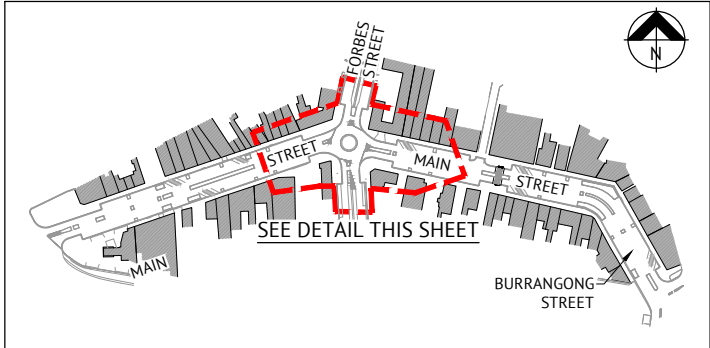 FORBES
STREET
N
STREET
MAIN
STREET
SEE DETAIL THIS SHEET
MAIN
BURRANGONG
STREET